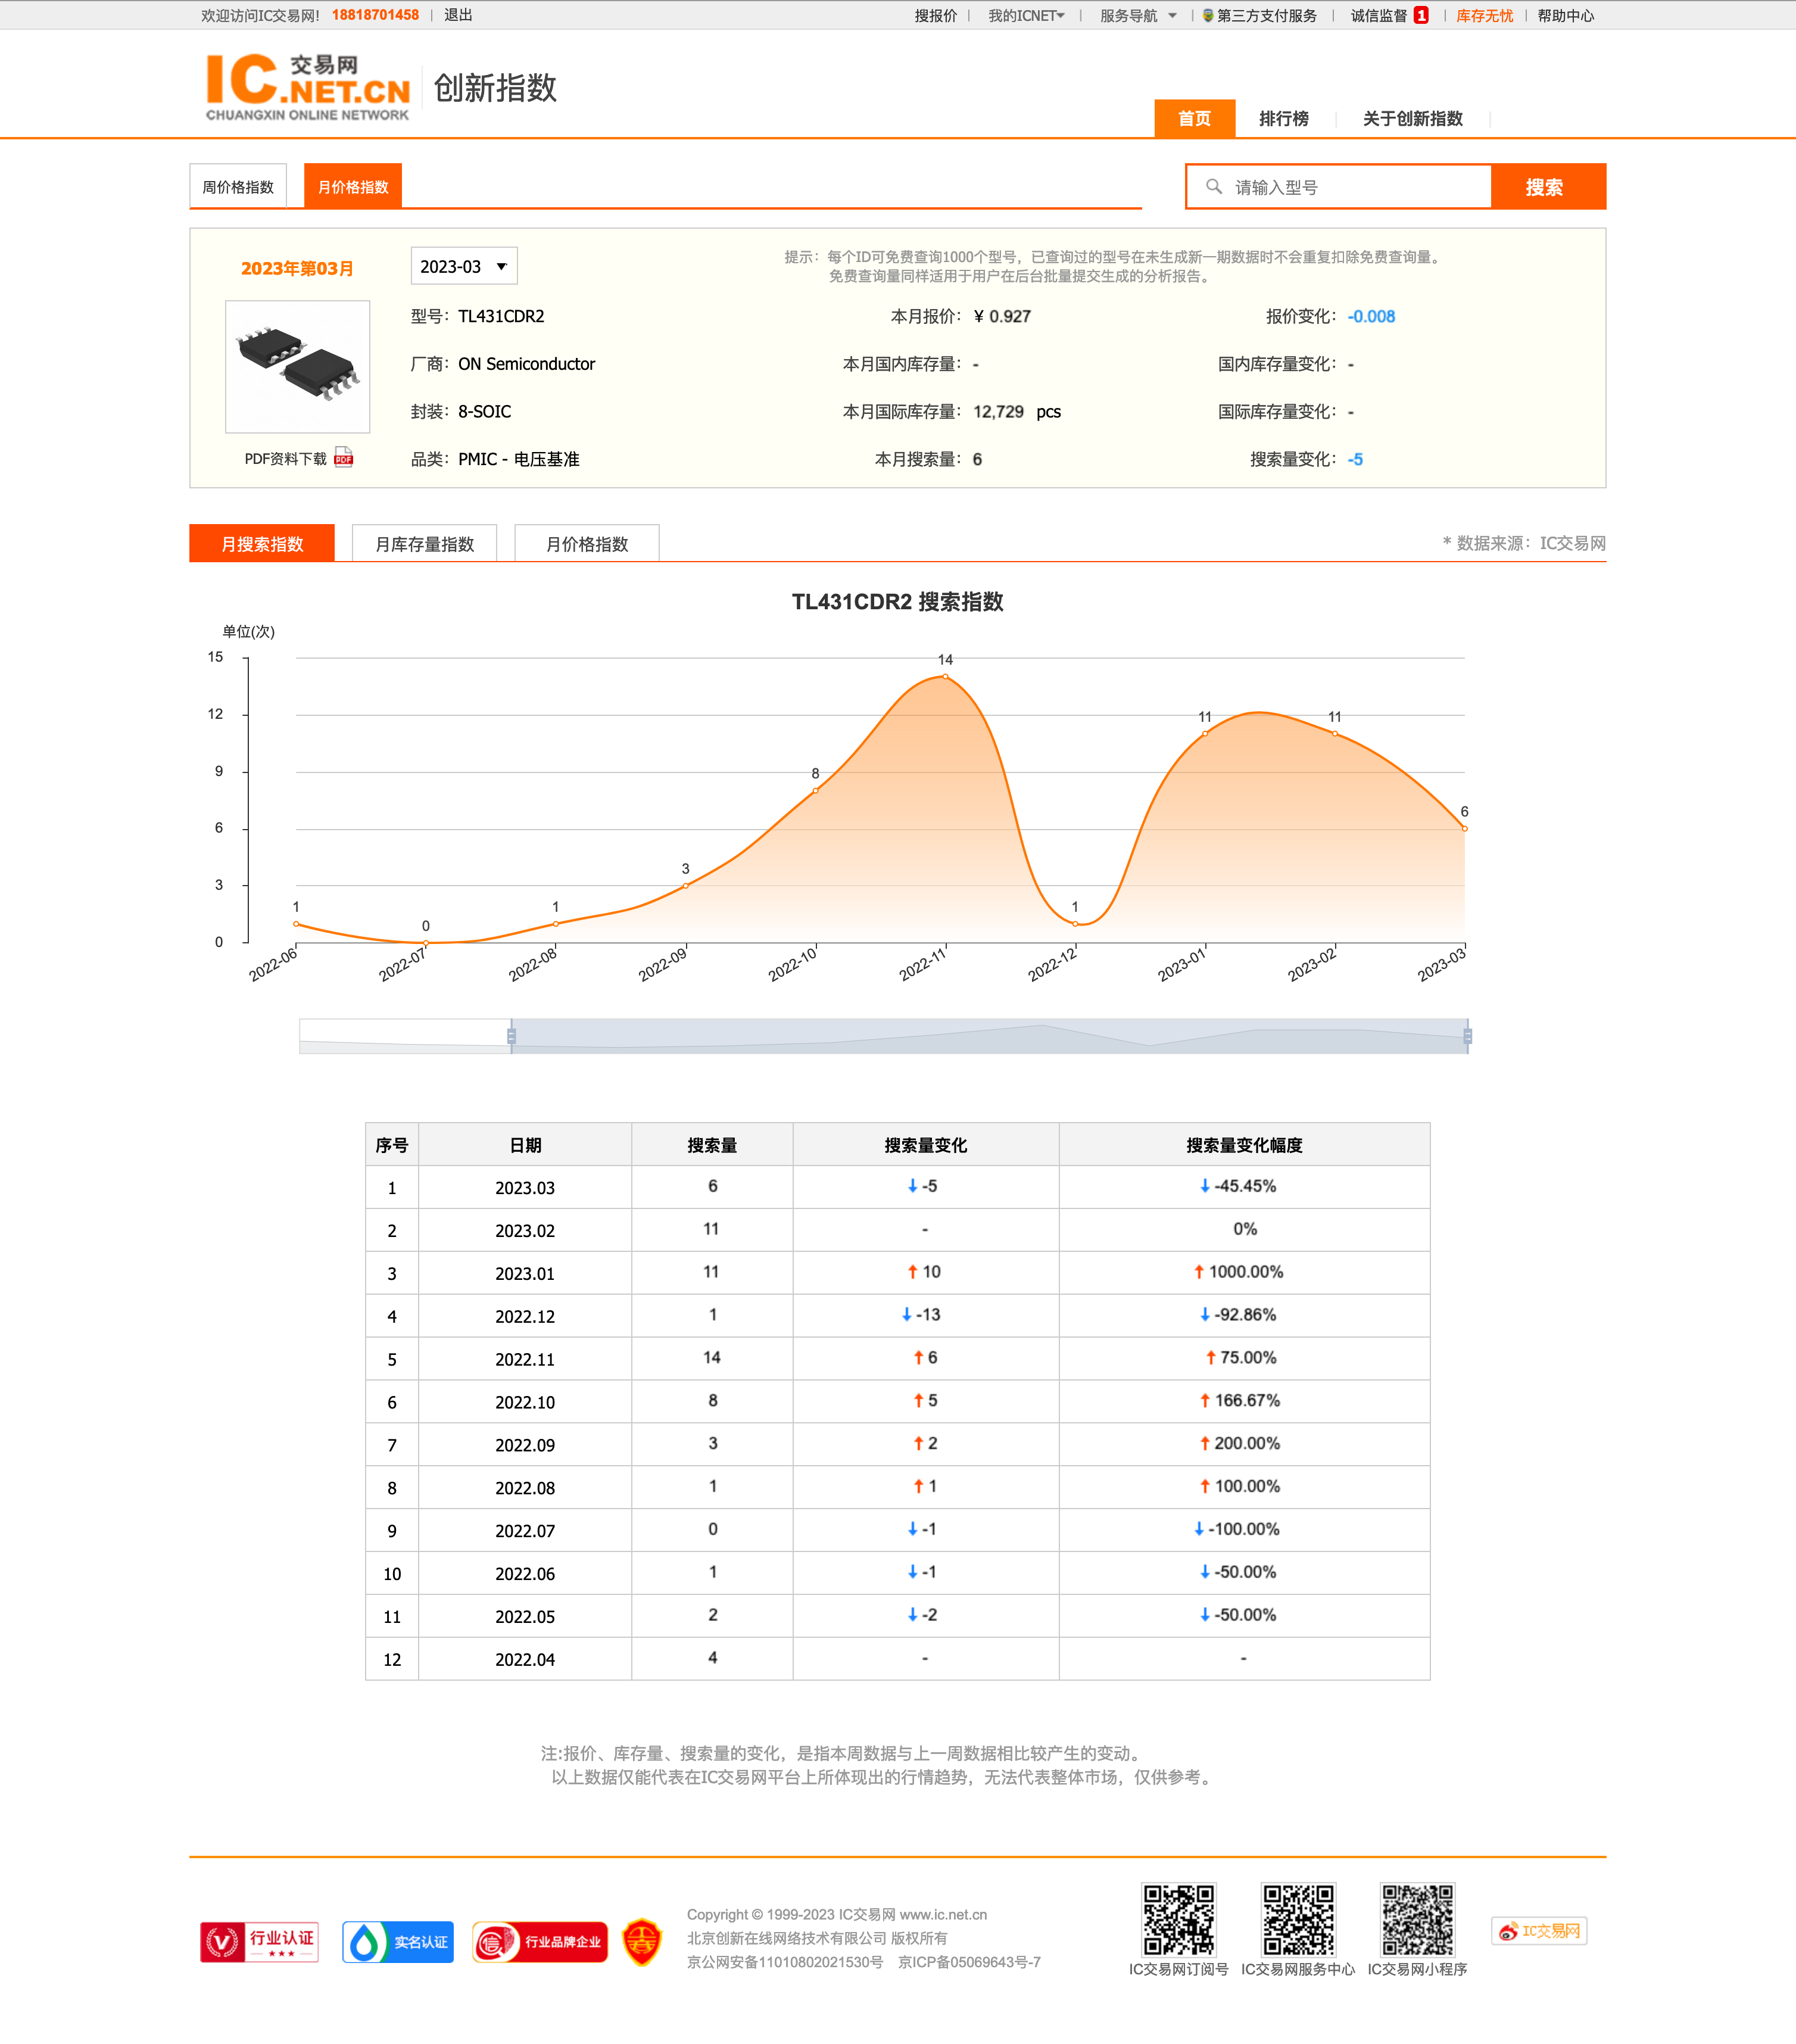 欢迎访问IC交易网! 18818701458 | 退出 搜报价 | 我的ICNET | 服务导航 | 第三方支付服务 | 诚信监督 1 | 库存无忧 | 帮助中心
IC.NET.CN 交易网
CHUANGXIN ONLINE NETWORK
创新指数
首页 排行榜 关于创新指数
周价格指数 月价格指数 请输入型号 搜索
2023年第03月 2023-03
提示：每个ID可免费查询1000个型号，已查询过的型号在未生成新一期数据时不会重复扣除免费查询量。
免费查询量同样适用于用户在后台批量提交生成的分析报告。
型号：TL431CDR2 本月报价：¥ 0.927 报价变化：-0.008
厂商：ON Semiconductor 本月国内库存量：- 国内库存量变化：-
封装：8-SOIC 本月国际库存量：12,729 pcs 国际库存量变化：-
PDF资料下载 PDF
品类：PMIC - 电压基准 本月搜索量：6 搜索量变化：-5
月搜索指数 月库存量指数 月价格指数 * 数据来源：IC交易网
TL431CDR2 搜索指数
单位(次)
15
12
9
6
3
0
1 0 1 3 8 14 1 11 11 6
2022-06 2022-07 2022-08 2022-09 2022-10 2022-11 2022-12 2023-01 2023-02 2023-03
序号 日期 搜索量 搜索量变化 搜索量变化幅度
1 2023.03 6 ↓ -5 ↓ -45.45%
2 2023.02 11 - 0%
3 2023.01 11 ↑ 10 ↑ 1000.00%
4 2022.12 1 ↓ -13 ↓ -92.86%
5 2022.11 14 ↑ 6 ↑ 75.00%
6 2022.10 8 ↑ 5 ↑ 166.67%
7 2022.09 3 ↑ 2 ↑ 200.00%
8 2022.08 1 ↑ 1 ↑ 100.00%
9 2022.07 0 ↓ -1 ↓ -100.00%
10 2022.06 1 ↓ -1 ↓ -50.00%
11 2022.05 2 ↓ -2 ↓ -50.00%
12 2022.04 4 - -
注:报价、库存量、搜索量的变化，是指本周数据与上一周数据相比较产生的变动。
以上数据仅能代表在IC交易网平台上所体现出的行情趋势，无法代表整体市场，仅供参考。
行业认证 实名认证 信 行业品牌企业
Copyright © 1999-2023 IC交易网 www.ic.net.cn
北京创新在线网络技术有限公司 版权所有
京公网安备11010802021530号 京ICP备05069643号-7
IC交易网订阅号 IC交易网服务中心 IC交易网小程序
IC交易网